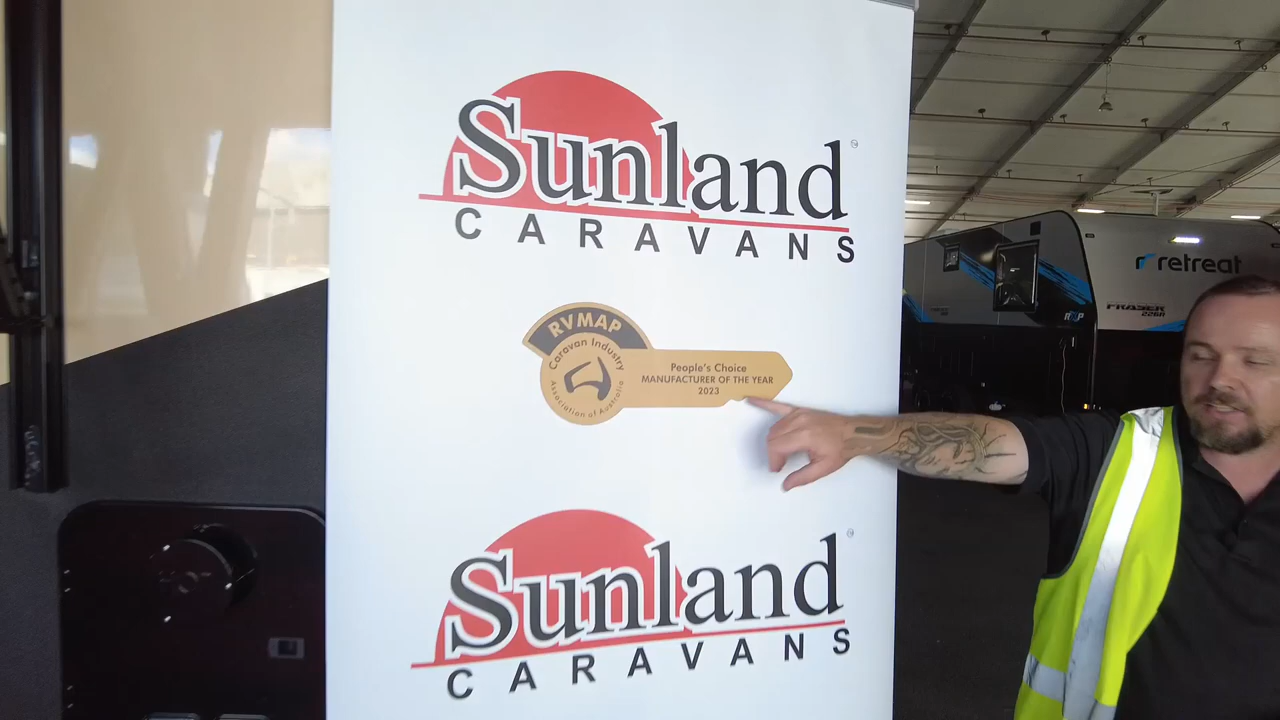 Sunland
CARAVANS
RVMAP
Caravan Industry
Association of Australia
People's Choice
MANUFACTURER OF THE YEAR
2023
Sunland
CARAVANS
retreat
FRASER